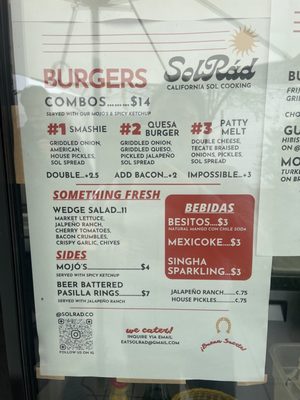 BURGERS
COMBOS........$14
SERVED WITH OUR MOJO'S & SPICY KETCHUP
SolRad
CALIFORNIA SOL COOKING
#1 SMASHIE
GRIDDLED ONION,
AMERICAN,
HOUSE PICKLES,
SOL SPREAD
#2 QUESA
BURGER
GRIDDLED ONION,
GRIDDLED QUESO,
PICKLED JALAPEÑO
SOL SPREAD
#3 PATTY
MELT
DOUBLE CHEESE,
TECATE BRAISED
ONIONS, PICKLES,
SOL SPREAD
DOUBLE..+2.5
ADD BACON..+2
IMPOSSIBLE..+3
SOMETHING FRESH
WEDGE SALAD..11
MARKET LETTUCE,
JALPEÑO RANCH,
CHERRY TOMATOES,
BACON CRUMBLES,
CRISPY GARLIC, CHIVES
BEBIDAS
BESITOS...$3
NATURAL MANGO CON CHILE SODA
MEXICOKE...$3
SINGHA
SPARKLING...$3
SIDES
MOJO'S $4
SERVED WITH SPICY KETCHUP
BEER BATTERED
PASILLA RINGS $7
SERVED WITH JALAPEÑO RANCH
JALAPEÑO RANCH c.75
HOUSE PICKLES c.75
@SOLRAD.CO
FOLLOW US ON IG
we cater!
INQUIRE VIA EMAIL
EATSOLRAD@GMAIL.COM
¡Buena Suerte!